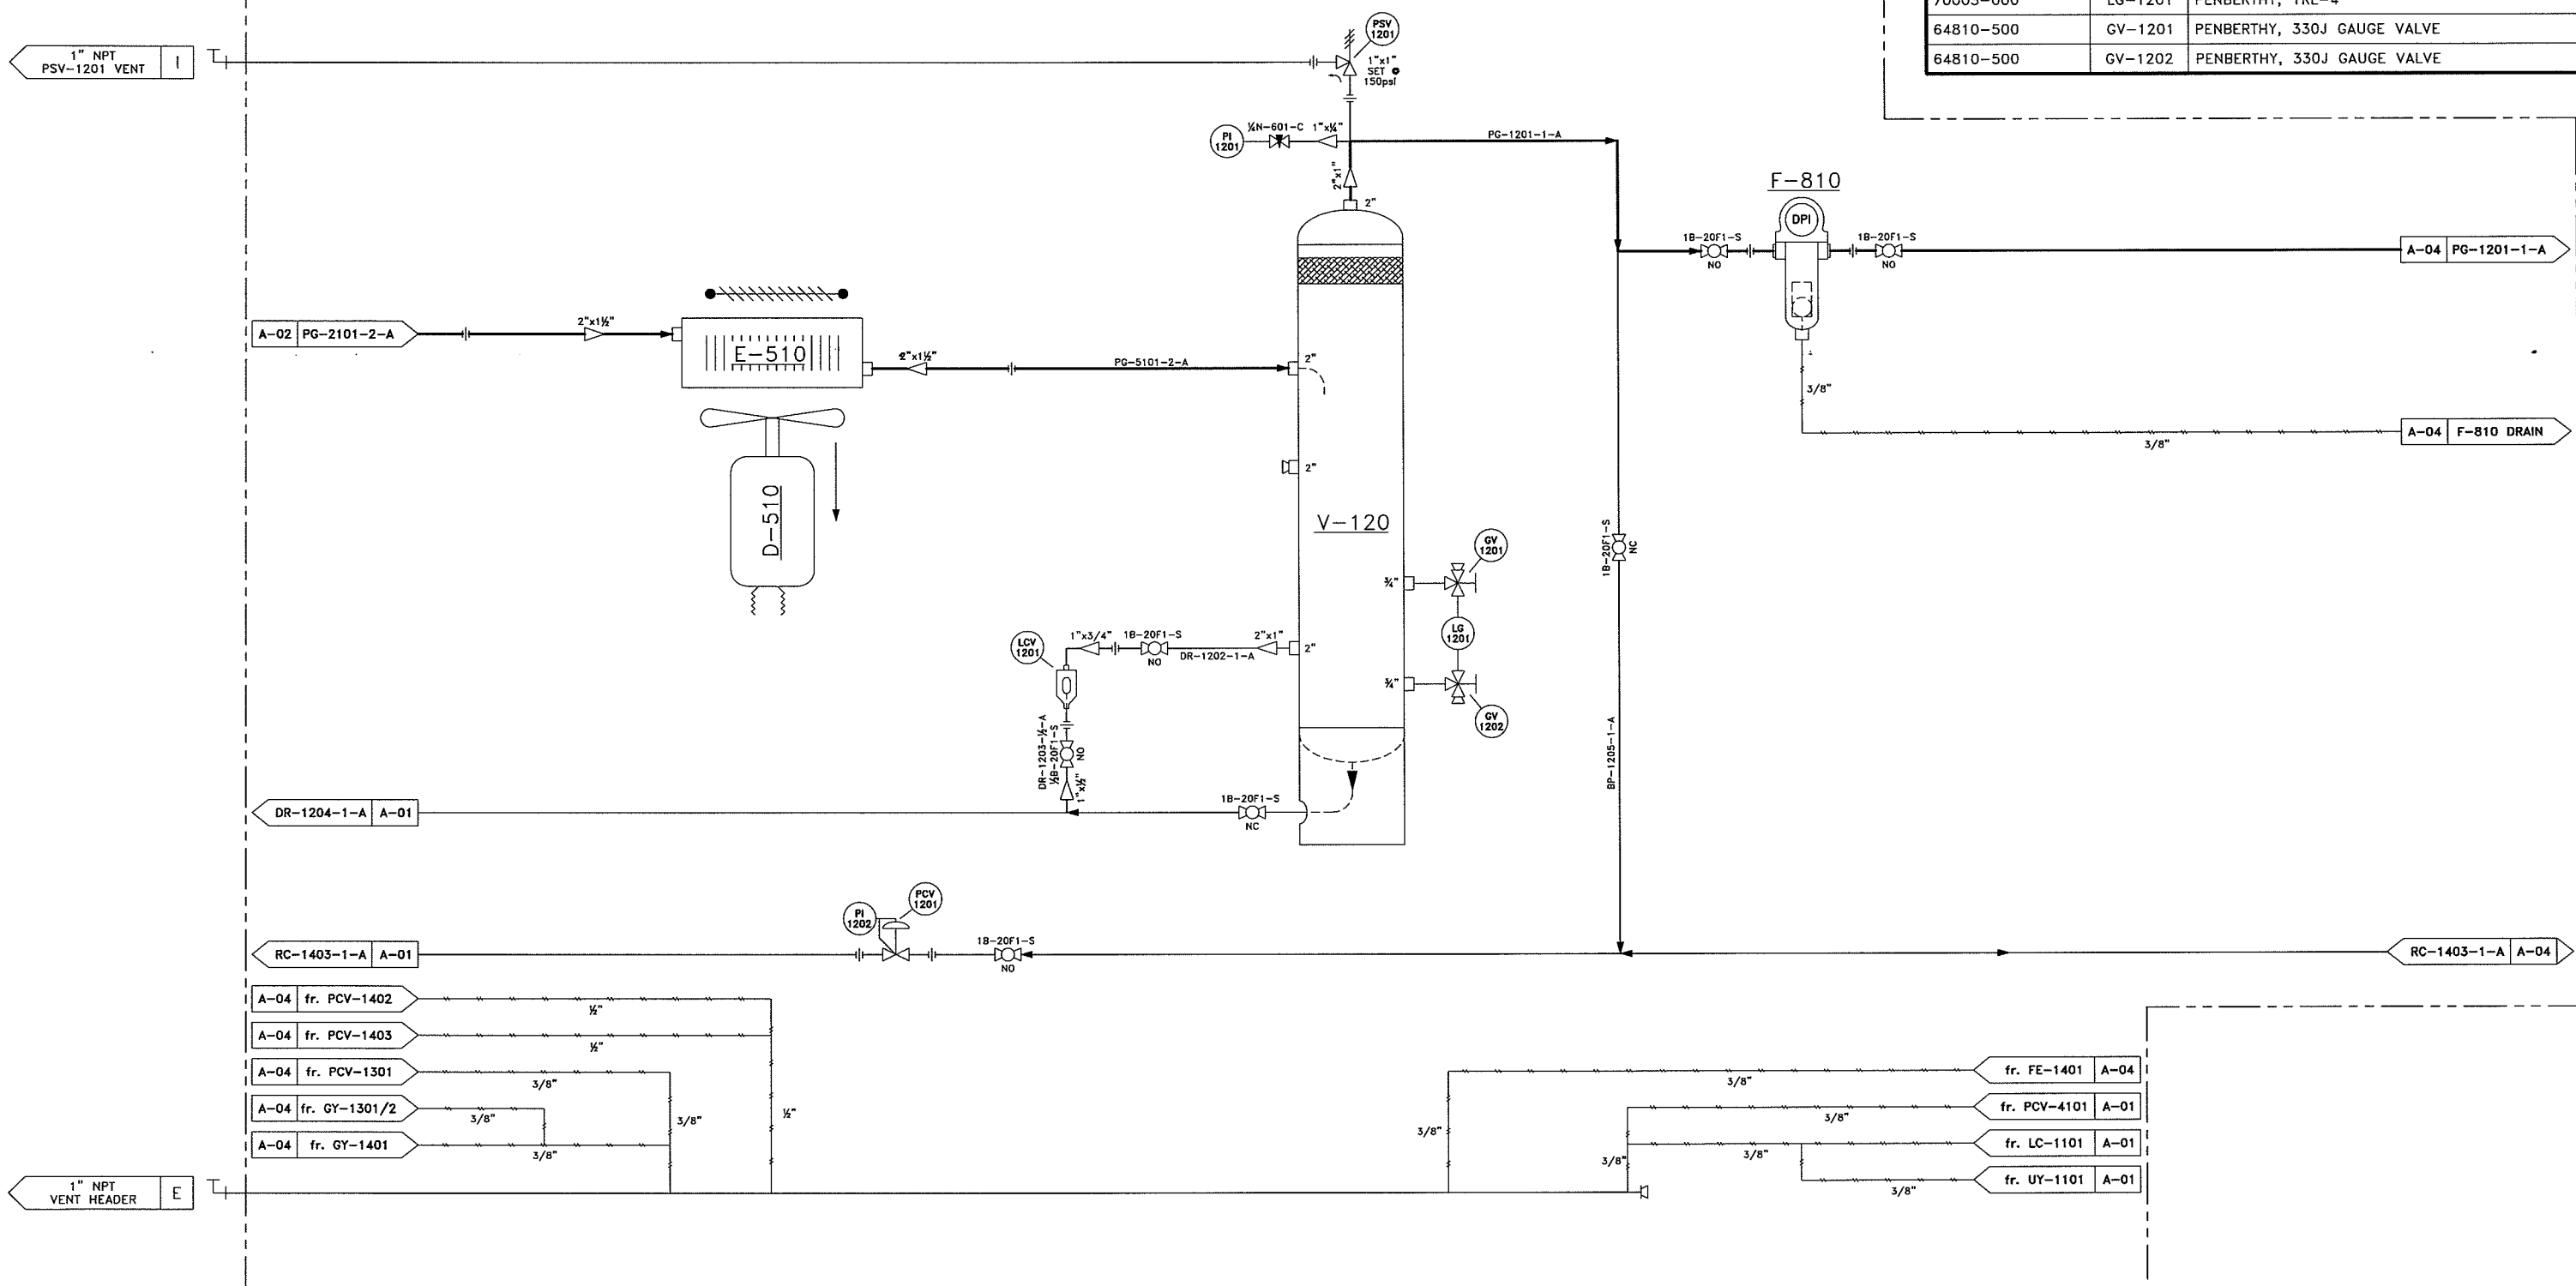 LG-1201
64810-500 GV-1201 PENBERTHY, 330J GAUGE VALVE
64810-500 GV-1202 PENBERTHY, 330J GAUGE VALVE
PSV
1201
1" NPT
PSV-1201 VENT I
1"x1"
SET @
150psi
PI
1201
¼N-601-C
1"x¼"
PG-1201-1-A
2"x1"
2"
F-810
DPI
1B-20F1-S
NO
1B-20F1-S
NO
A-04 PG-1201-1-A
A-02 PG-2101-2-A
2"x1½"
E-510
2"x1½"
PG-5101-2-A
2"
3/8"
3/8"
A-04 F-810 DRAIN
2"
D-510
V-120
GV
1201
¾"
1B-20F1-S
NC
LG
1201
LCV
1201
1"x3/4"
1B-20F1-S
NO
DR-1202-1-A
2"x1"
2"
¾"
GV
1202
DR-1203-½-A
½B-20F1-S
NO
1"x½"
BP-1205-1-A
DR-1204-1-A A-01
1B-20F1-S
NC
PI
1202
PCV
1201
1B-20F1-S
NO
RC-1403-1-A A-01
RC-1403-1-A A-04
A-04 fr. PCV-1402
½"
A-04 fr. PCV-1403
½"
A-04 fr. PCV-1301
3/8"
A-04 fr. GY-1301/2
3/8"
3/8"
½"
A-04 fr. GY-1401
3/8"
fr. FE-1401 A-04
3/8"
fr. PCV-4101 A-01
3/8"
3/8"
fr. LC-1101 A-01
3/8"
3/8"
fr. UY-1101 A-01
3/8"
1" NPT
VENT HEADER E